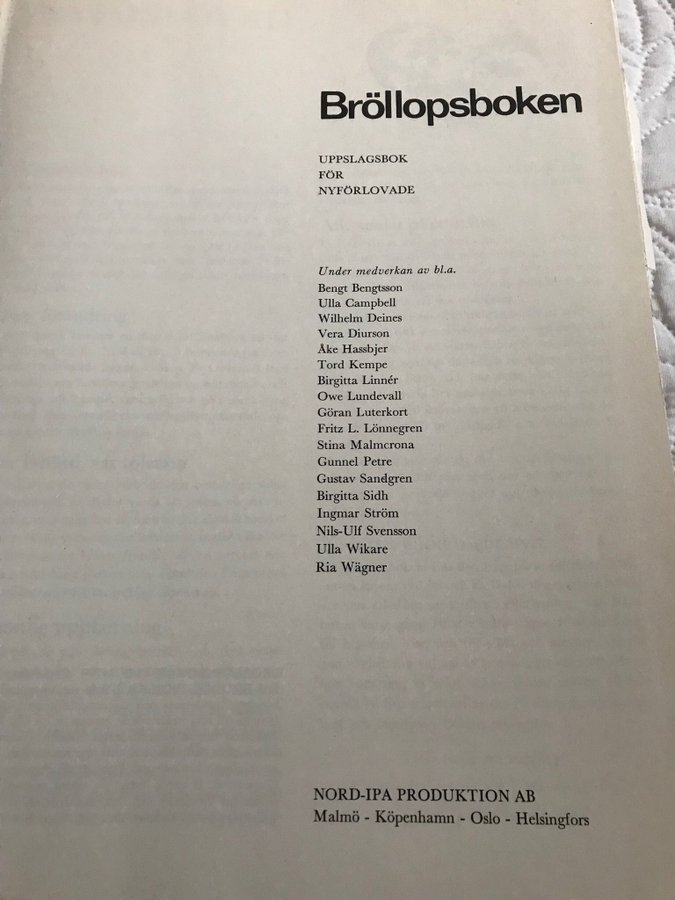 Bröllopsboken
UPPSLAGSBOK
FÖR
NYFÖRLOVADE
Under medverkan av bl.a.
Bengt Bengtsson
Ulla Campbell
Wilhelm Deines
Vera Diurson
Åke Hassbjer
Tord Kempe
Birgitta Linnér
Owe Lundevall
Göran Luterkort
Fritz L. Lönnegren
Stina Malmcrona
Gunnel Petre
Gustav Sandgren
Birgitta Sidh
Ingmar Ström
Nils-Ulf Svensson
Ulla Wikare
Ria Wägner
NORD-IPA PRODUKTION AB
Malmö - Köpenhamn - Oslo - Helsingfors